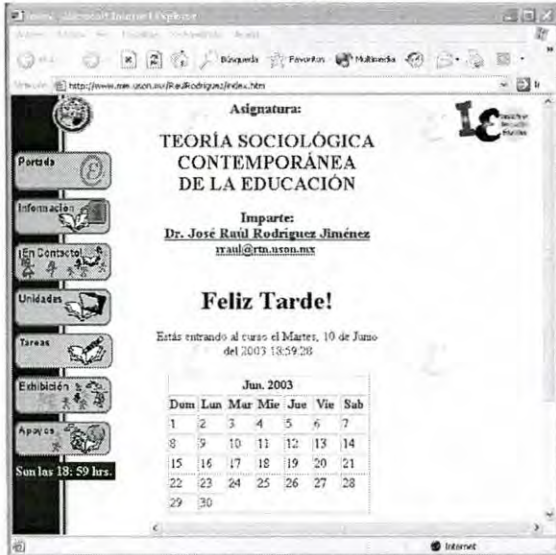 Microsoft Internet Explorer
Búsqueda Favoritos Multimedia
http://www.mm.uson.mx/RaulRodriguez/index.htm
Portada
Información
¡En Contacto!
Unidades
Tareas
Exhibición
Apoyos
Son las 18: 59 hrs.
Asignatura:
TEORÍA SOCIOLÓGICA
CONTEMPORÁNEA
DE LA EDUCACIÓN
Imparte:
Dr. José Raúl Rodríguez Jiménez
rraul@rtn.uson.mx
Feliz Tarde!
Estás entrando al curso el Martes, 10 de Junio
del 2003 18:59:28
Jun. 2003
Dom Lun Mar Mie Jue Vie Sab
1 2 3 4 5 6 7
8 9 10 11 12 13 14
15 16 17 18 19 20 21
22 23 24 25 26 27 28
29 30
Internet